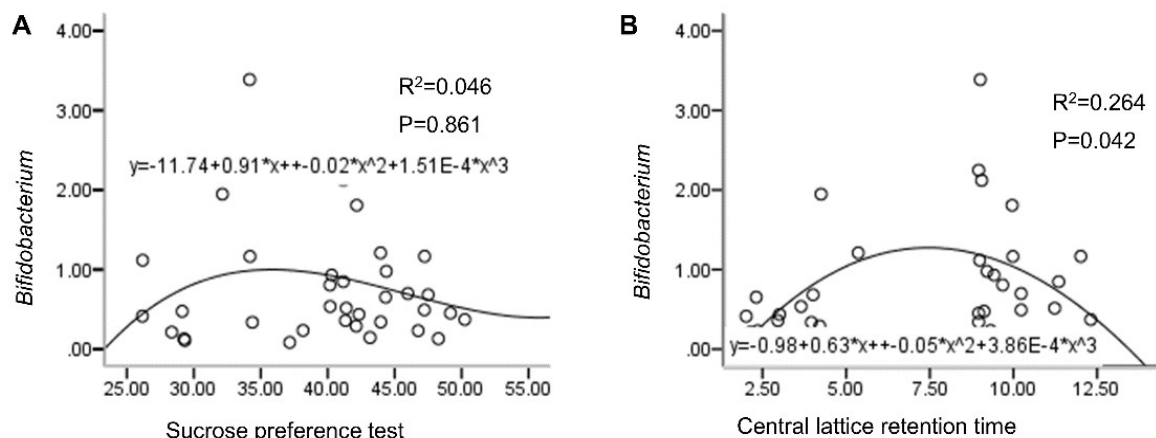 A
4.00
3.00
2.00
1.00
.00
Bifidobacterium
R²=0.046
P=0.861
y=-11.74+0.91*x++-0.02*x^2+1.51E-4*x^3
25.00 30.00 35.00 40.00 45.00 50.00 55.00
Sucrose preference test
B
4.00
3.00
2.00
1.00
.00
Bifidobacterium
R²=0.264
P=0.042
y=-0.98+0.63*x++-0.05*x^2+3.86E-4*x^3
2.50 5.00 7.50 10.00 12.50
Central lattice retention time